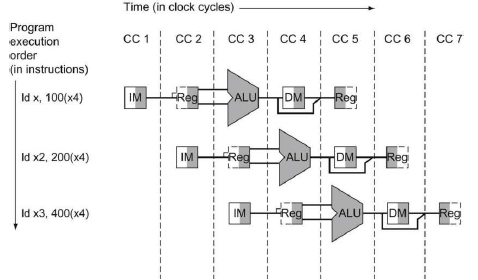 Time (in clock cycles)
Program
execution
order
(in instructions)
CC 1 CC 2 CC 3 CC 4 CC 5 CC 6 CC 7
ld x, 100(x4) IM Reg ALU DM Reg
ld x2, 200(x4) IM Reg ALU DM Reg
ld x3, 400(x4) IM Reg ALU DM Reg